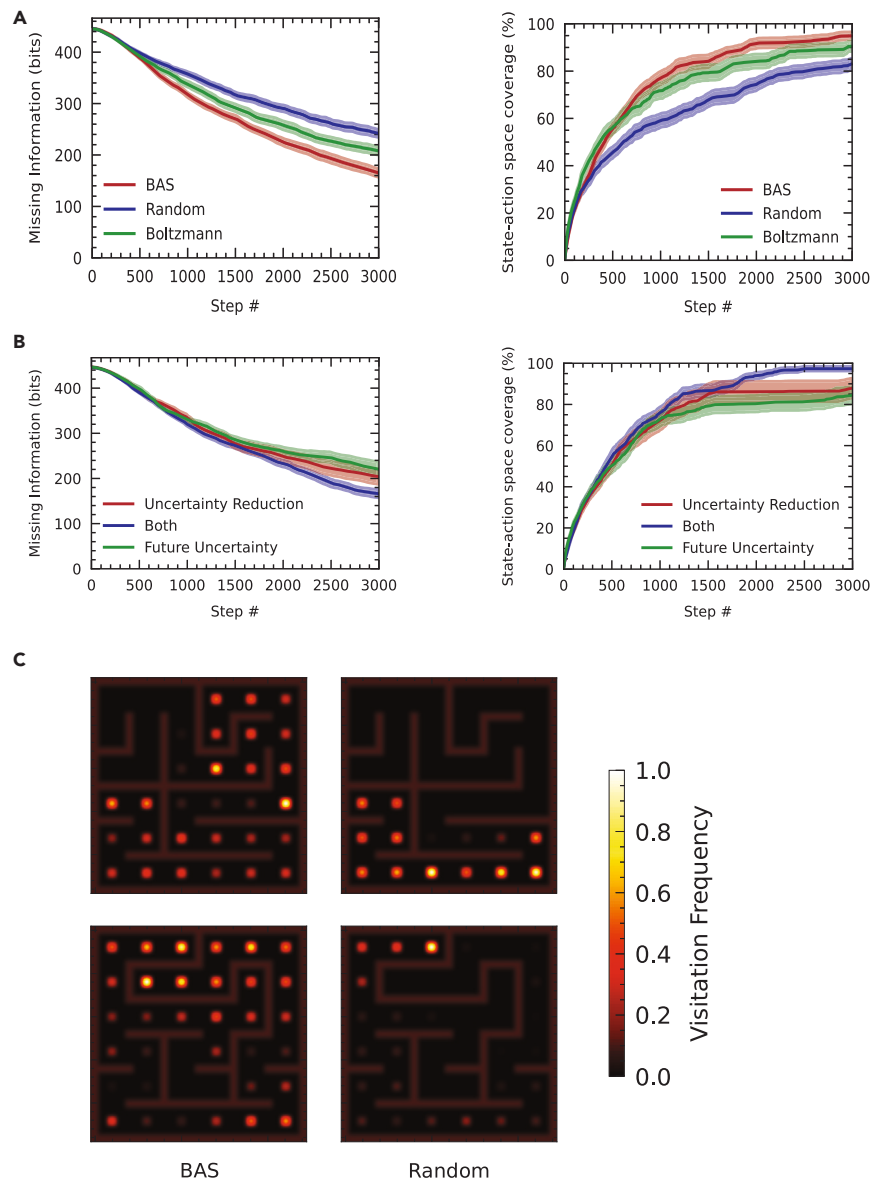 A
Missing Information (bits)
400
300
200
100
0
0 500 1000 1500 2000 2500 3000
Step #
BAS
Random
Boltzmann
State-action space coverage (%)
100
80
60
40
20
0
0 500 1000 1500 2000 2500 3000
Step #
BAS
Random
Boltzmann
B
Missing Information (bits)
400
300
200
100
0
0 500 1000 1500 2000 2500 3000
Step #
Uncertainty Reduction
Both
Future Uncertainty
State-action space coverage (%)
100
80
60
40
20
0
0 500 1000 1500 2000 2500 3000
Step #
Uncertainty Reduction
Both
Future Uncertainty
C
1.0
0.8
0.6
0.4
0.2
0.0
Visitation Frequency
BAS
Random